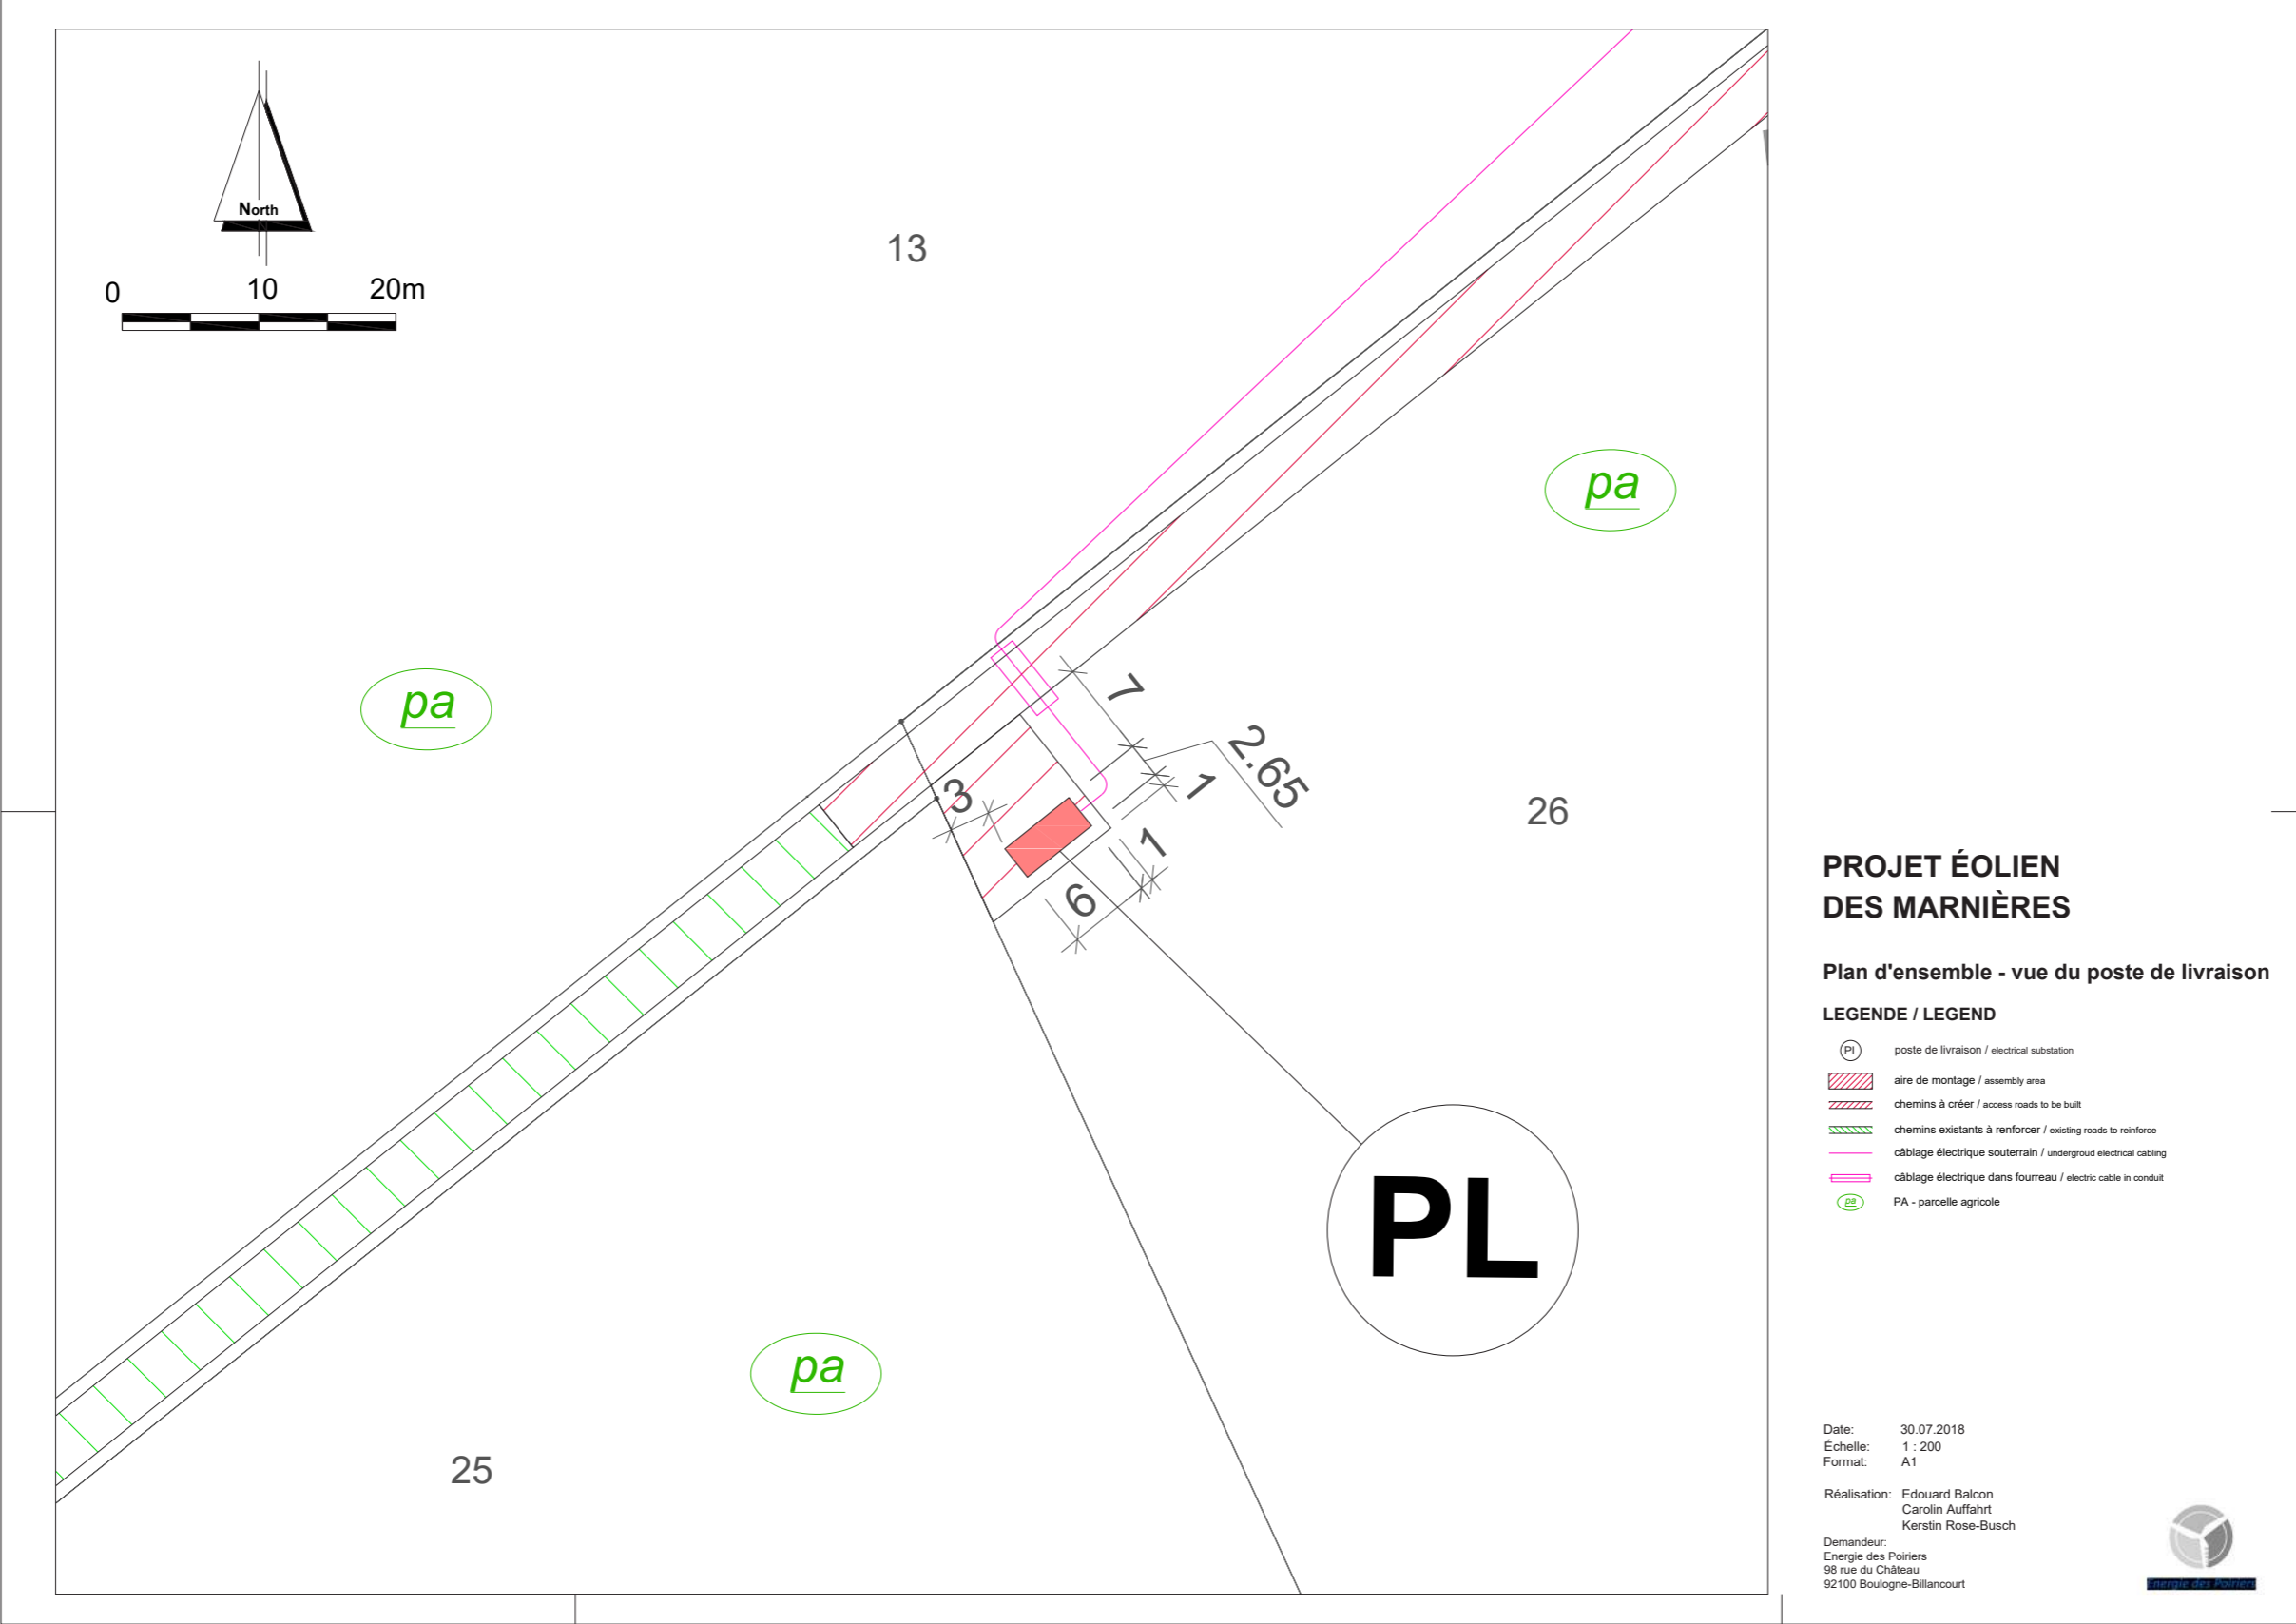 North
0 10 20m
13
pa
pa
7
2.65
1
3
26
1
6
PL
pa
25
PROJET ÉOLIEN
DES MARNIÈRES
Plan d'ensemble - vue du poste de livraison
LEGENDE / LEGEND
PL poste de livraison / electrical substation
aire de montage / assembly area
chemins à créer / access roads to be built
chemins existants à renforcer / existing roads to reinforce
câblage électrique souterrain / undergroud electrical cabling
câblage électrique dans fourreau / electric cable in conduit
pa PA - parcelle agricole
Date: 30.07.2018
Échelle: 1 : 200
Format: A1
Réalisation: Edouard Balcon
Carolin Auffahrt
Kerstin Rose-Busch
Demandeur:
Energie des Poiriers
98 rue du Château
92100 Boulogne-Billancourt
Energie des Poiriers